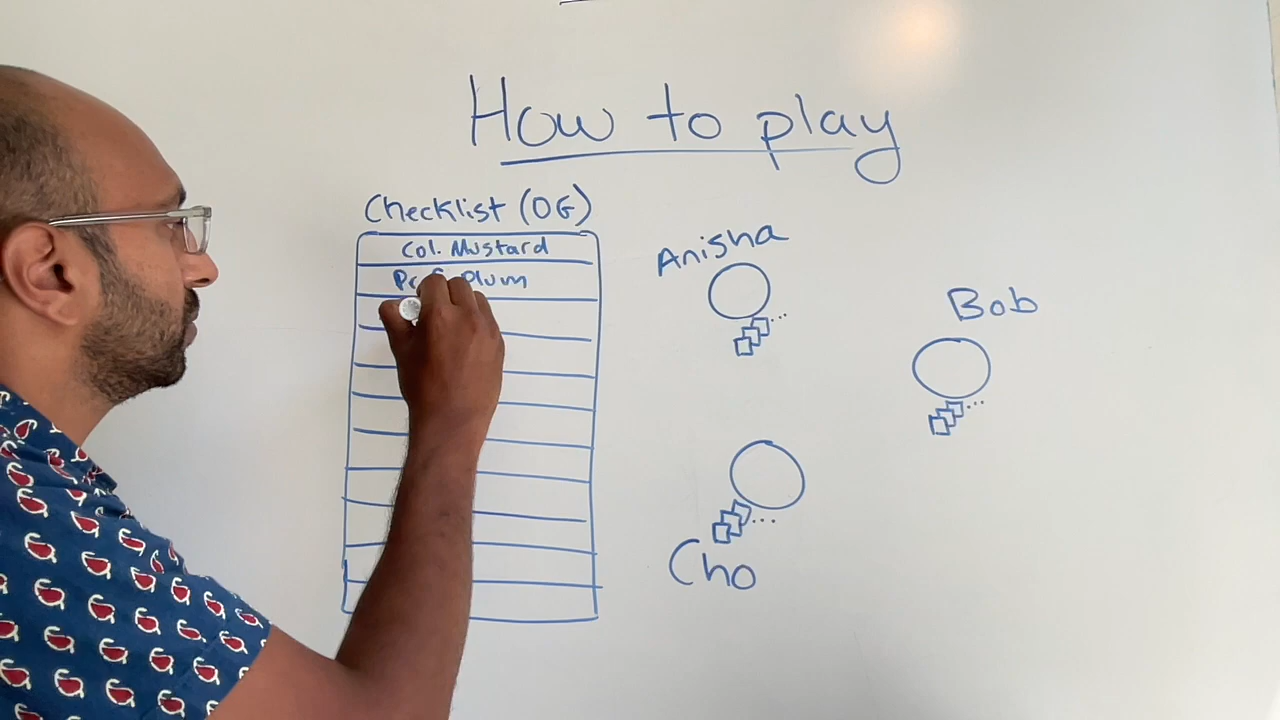 How to play
Checklist (OG)
Col. Mustard
Plum
Anisha
Bob
Cho